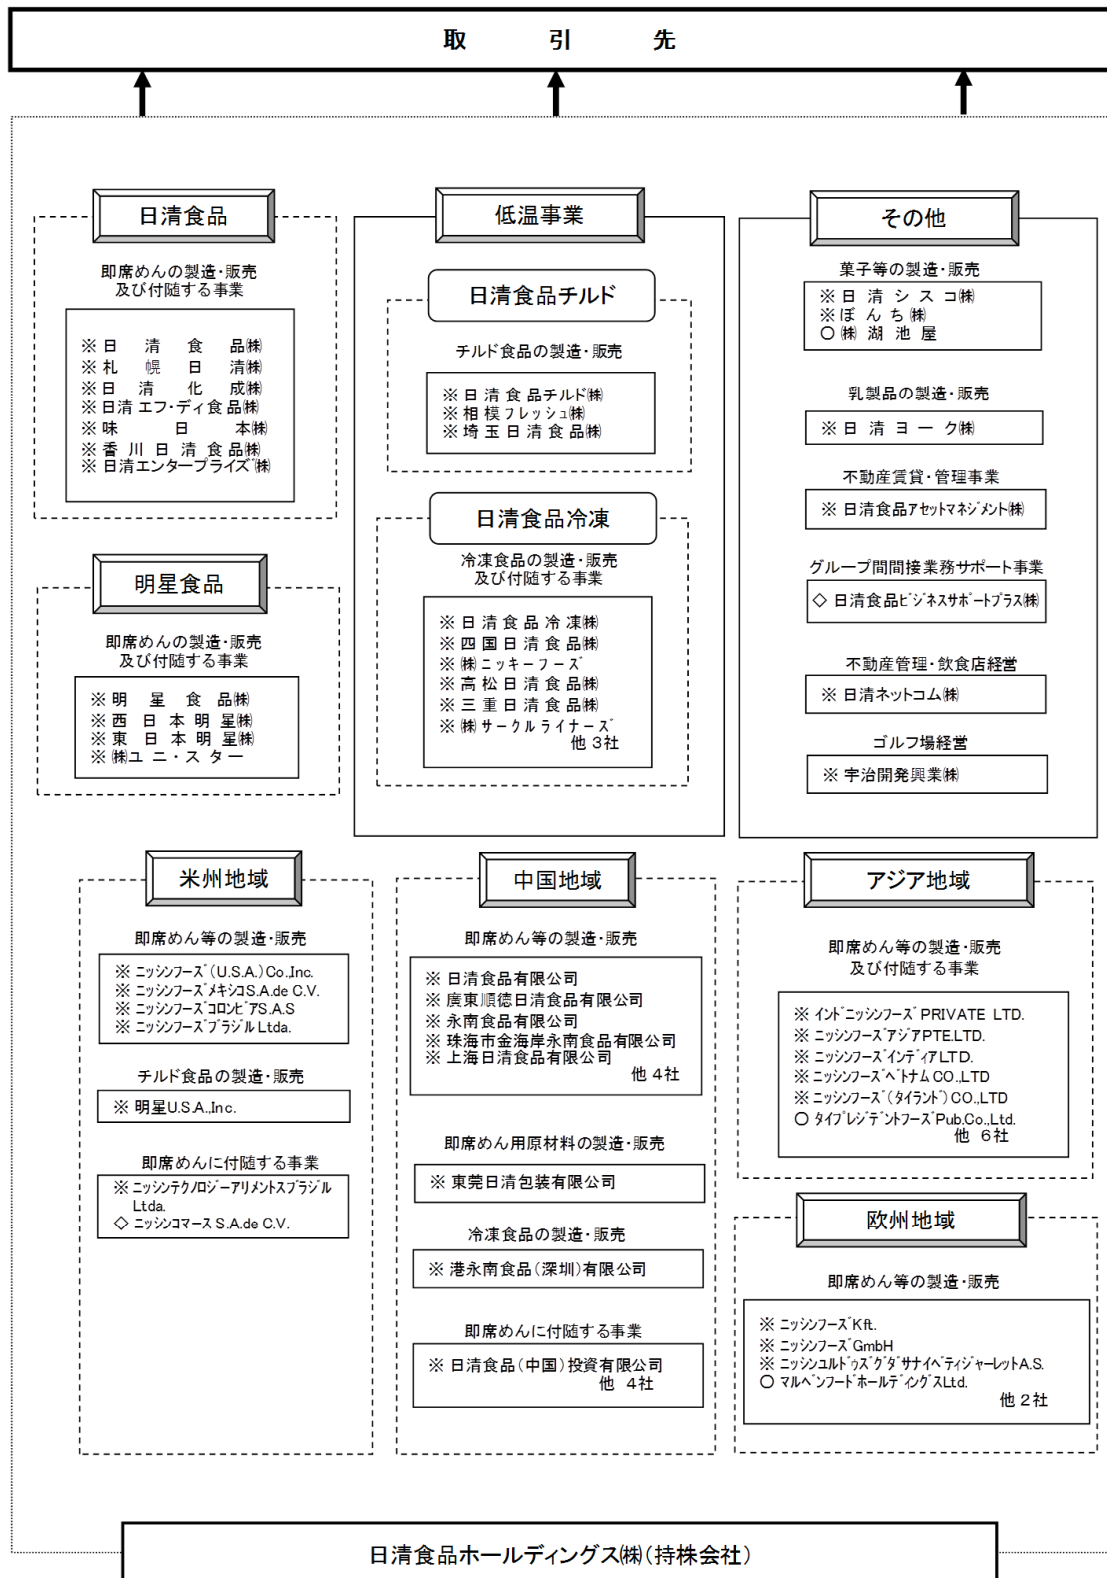 取 引 先
日清食品
即席めんの製造・販売
及び付随する事業
※日 清 食 品㈱
※札 幌 日 清㈱
※日 清 化 成㈱
※日清エフ・ディ食品㈱
※味 日 本㈱
※香川日清食品㈱
※日清エンタープライズ㈱
明星食品
即席めんの製造・販売
及び付随する事業
※明 星 食 品㈱
※西 日 本 明 星㈱
※東 日 本 明 星㈱
※㈱ユニ・スター
低温事業
日清食品チルド
チルド食品の製造・販売
※日清食品チルド㈱
※相模フレッシュ㈱
※埼玉日清食品㈱
日清食品冷凍
冷凍食品の製造・販売
及び付随する事業
※日清食品冷凍㈱
※四国日清食品㈱
※㈱ニッキーフーズ
※高松日清食品㈱
※三重日清食品㈱
※㈱サークルライナーズ
他3社
その他
菓子等の製造・販売
※日 清 シ ス コ㈱
※ぼ ん ち㈱
○㈱ 湖 池 屋
乳製品の製造・販売
※日 清 ヨ ー ク㈱
不動産賃貸・管理事業
※日清食品アセットマネジメント㈱
グループ間間接業務サポート事業
◇日清食品ビジネスサポートプラス㈱
不動産管理・飲食店経営
※日清ネットコム㈱
ゴルフ場経営
※宇治開発興業㈱
米州地域
即席めん等の製造・販売
※ニッシンフーズ(U.S.A.)Co.,Inc.
※ニッシンフーズメキシコS.A.de C.V.
※ニッシンフーズコロンビアS.A.S
※ニッシンフーズブラジルLtda.
チルド食品の製造・販売
※明星U.S.A.,Inc.
即席めんに付随する事業
※ニッシンテクノロジーアリメントスブラジル
Ltda.
◇ニッシンコマース S.A.de C.V.
中国地域
即席めん等の製造・販売
※日清食品有限公司
※廣東順德日清食品有限公司
※永南食品有限公司
※珠海市金海岸永南食品有限公司
※上海日清食品有限公司
他4社
即席めん用原材料の製造・販売
※東莞日清包装有限公司
冷凍食品の製造・販売
※港永南食品(深圳)有限公司
即席めんに付随する事業
※日清食品(中国)投資有限公司
他 4社
アジア地域
即席めん等の製造・販売
及び付随する事業
※インドニッシンフーズPRIVATE LTD.
※ニッシンフーズアジアPTE.LTD.
※ニッシンフーズインディアLTD.
※ニッシンフーズベトナムCO.,LTD
※ニッシンフーズ(タイランド)CO.,LTD
○タイプレジデントフーズPub.Co.,Ltd.
他 6社
欧州地域
即席めん等の製造・販売
※ニッシンフーズKft.
※ニッシンフーズGmbH
※ニッシンユルドゥズグダサナイベティジャーレットA.S.
○マルベンフードホールディングスLtd.
他2社
日清食品ホールディングス㈱(持株会社)